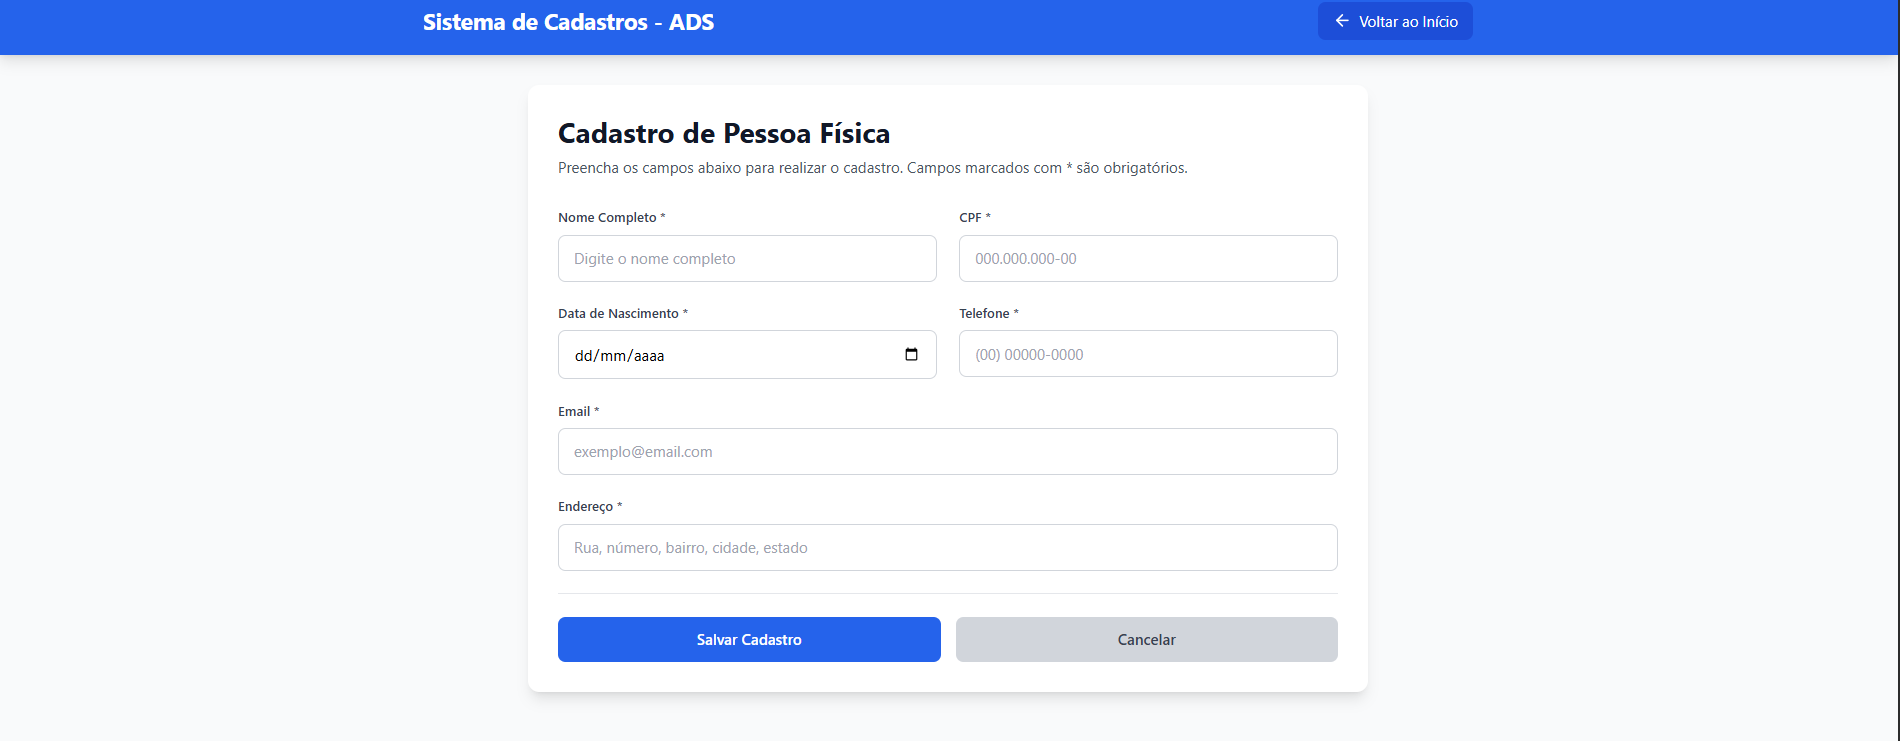 Sistema de Cadastros - ADS
Voltar ao Início
Cadastro de Pessoa Física
Preencha os campos abaixo para realizar o cadastro. Campos marcados com * são obrigatórios.
Nome Completo *
CPF *
Digite o nome completo
000.000.000-00
Data de Nascimento *
Telefone *
dd/mm/aaaa
(00) 00000-0000
Email *
exemplo@email.com
Endereço *
Rua, número, bairro, cidade, estado
Salvar Cadastro
Cancelar